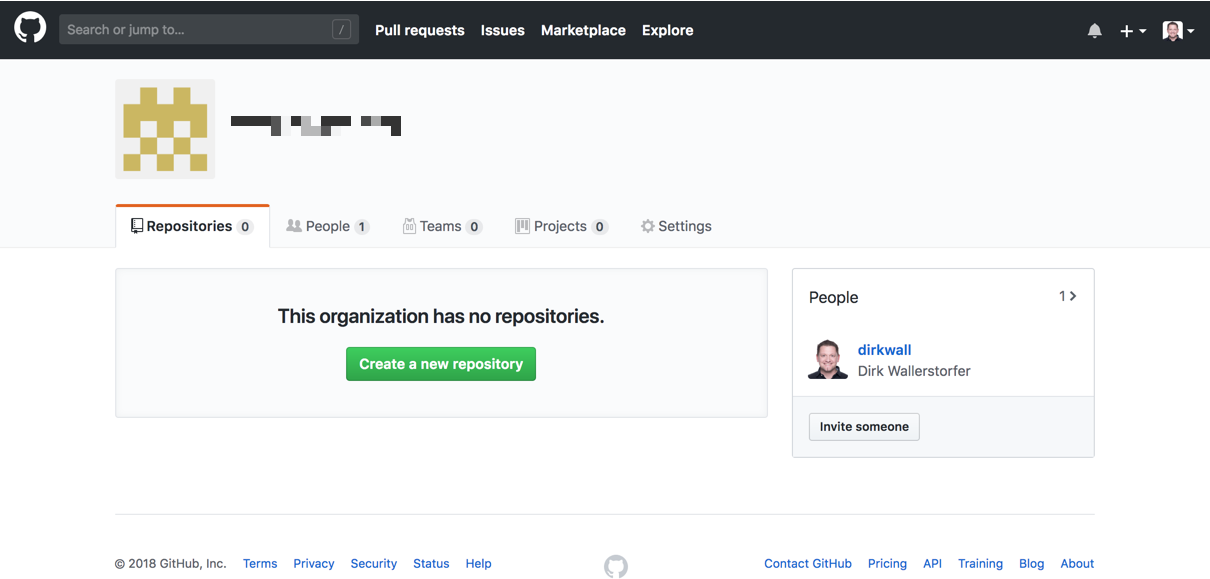 Search or jump to... / Pull requests Issues Marketplace Explore
Repositories 0 People 1 Teams 0 Projects 0 Settings
This organization has no repositories.
Create a new repository
People 1
dirkwall
Dirk Wallerstorfer
Invite someone
© 2018 GitHub, Inc. Terms Privacy Security Status Help Contact GitHub Pricing API Training Blog About